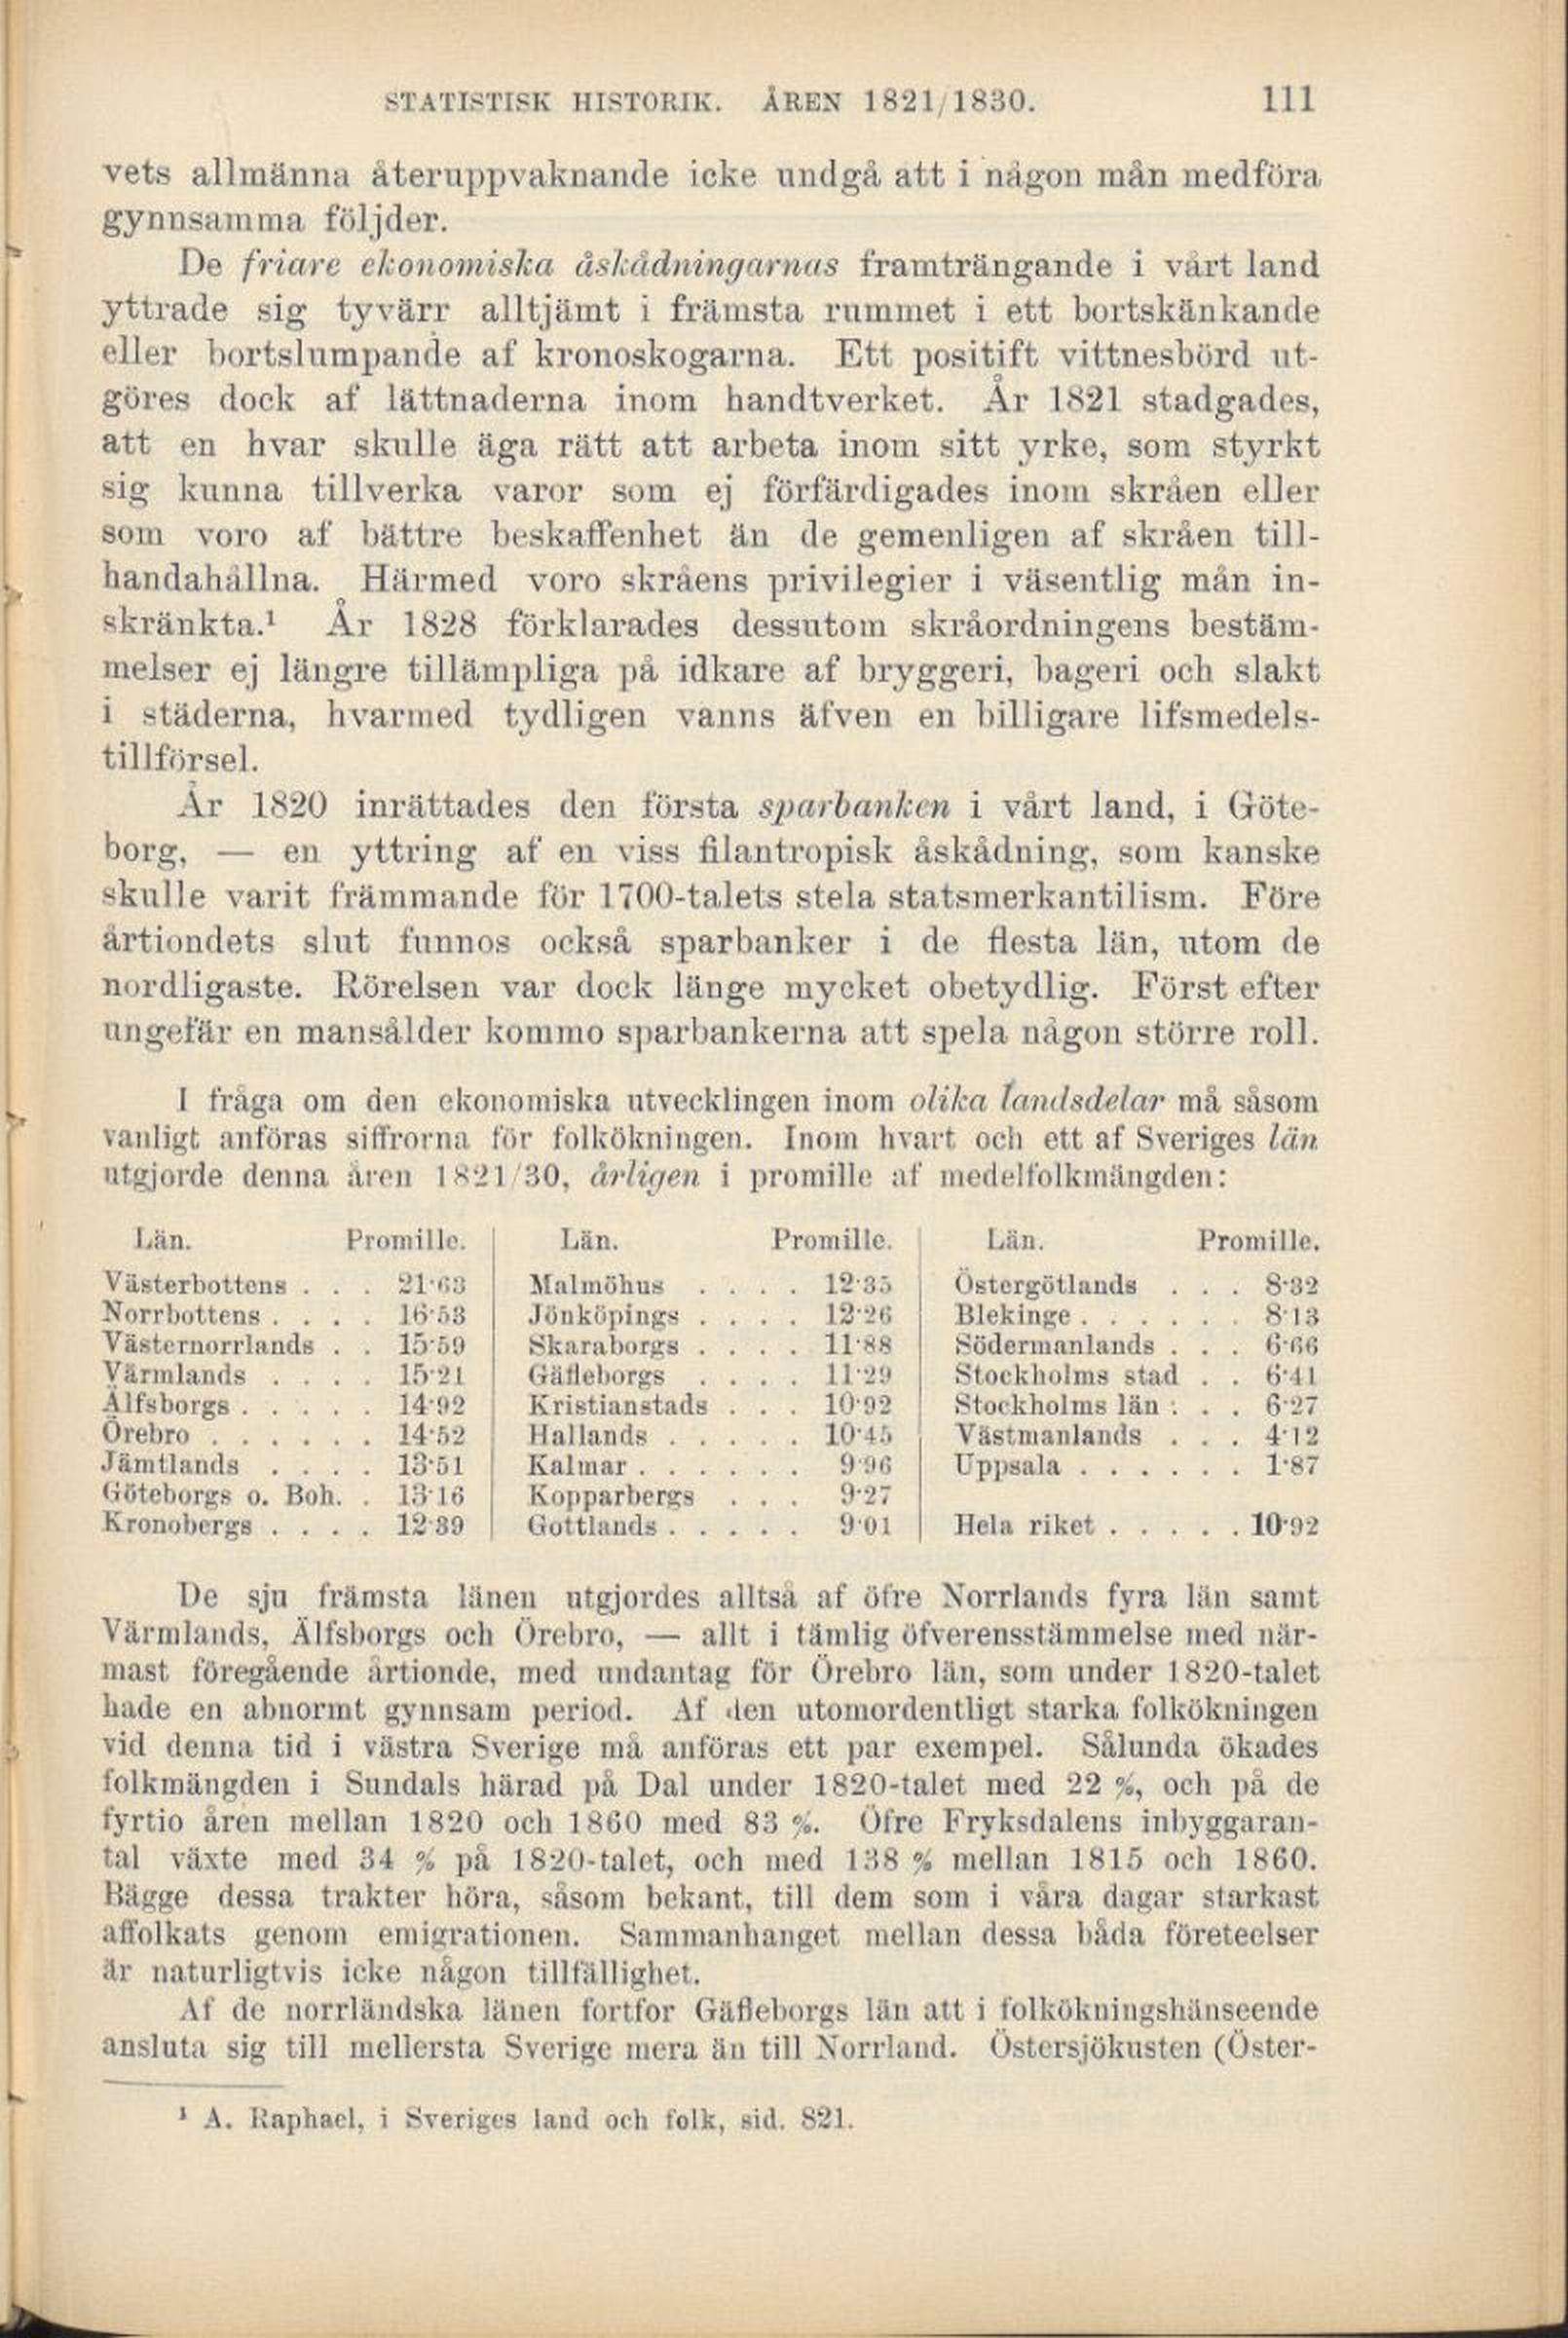 STATISTISK HISTORIK. ÅREN 1821/1830. 111
vets allmänna återuppvaknande icke undgå att i någon mån medföra
gynnsamma följder.
De friare ekonomiska åskådningarnas framträngande i vårt land
yttrade sig tyvärr alltjämt i främsta rummet i ett bortskänkande
eller bortslumpande af kronoskogarna. Ett positift vittnesbörd ut-
göres dock af lättnaderna inom handtverket. År 1821 stadgades,
att en hvar skulle äga rätt att arbeta inom sitt yrke, som styrkt
sig kunna tillverka varor som ej förfärdigades inom skråen eller
som voro af bättre beskaffenhet än de gemenligen af skråen till-
handahållna. Härmed voro skråens privilegier i väsentlig mån in-
skränkta.¹ År 1828 förklarades dessutom skråordningens bestäm-
melser ej längre tillämpliga på idkare af bryggeri, bageri och slakt
i städerna, hvarmed tydligen vanns äfven en billigare lifsmedels-
tillförsel.
År 1820 inrättades den första sparbanken i vårt land, i Göte-
borg, — en yttring af en viss filantropisk åskådning, som kanske
skulle varit främmande för 1700-talets stela statsmerkantilism. Före
årtiondets slut funnos också sparbanker i de flesta län, utom de
nordligaste. Rörelsen var dock länge mycket obetydlig. Först efter
ungefär en mansålder kommo sparbankerna att spela någon större roll.
I fråga om den ekonomiska utvecklingen inom olika landsdelar må såsom
vanligt anföras siffrorna för folkökningen. Inom hvart och ett af Sveriges län
utgjorde denna åren 1821/30, årligen i promille af medelfolkmängden:
Län. Promille. Län. Promille. Län. Promille.
Västerbottens . . . 21·63 Malmöhus . . . . 12·35 Östergötlands . . . 8·32
Norrbottens . . . . 16·53 Jönköpings . . . . 12·26 Blekinge . . . . . . 8·13
Västernorrlands . . 15·59 Skaraborgs . . . . 11·88 Södermanlands . . . 6·66
Värmlands . . . . 15·21 Gäfleborgs . . . . 11·29 Stockholms stad . . 6·41
Älfsborgs . . . . . 14·92 Kristianstads . . . 10·92 Stockholms län . . . 6·27
Örebro . . . . . . 14·52 Hallands . . . . . 10·45 Västmanlands . . . 4·12
Jämtlands . . . . 13·51 Kalmar . . . . . . 9·96 Uppsala . . . . . . 1·87
Göteborgs o. Boh. . 13·16 Kopparbergs . . . 9·27
Kronobergs . . . . 12·39 Gottlands . . . . . 9·01 Hela riket . . . . . 10·92
De sju främsta länen utgjordes alltså af öfre Norrlands fyra län samt
Värmlands, Älfsborgs och Örebro, — allt i tämlig öfverensstämmelse med när-
mast föregående årtionde, med undantag för Örebro län, som under 1820-talet
hade en abnormt gynnsam period. Af den utomordentligt starka folkökningen
vid denna tid i västra Sverige må anföras ett par exempel. Sålunda ökades
folkmängden i Sundals härad på Dal under 1820-talet med 22 %, och på de
fyrtio åren mellan 1820 och 1860 med 83 %. Öfre Fryksdalens inbyggaran-
tal växte med 34 % på 1820-talet, och med 138 % mellan 1815 och 1860.
Bägge dessa trakter höra, såsom bekant, till dem som i våra dagar starkast
affolkats genom emigrationen. Sammanhanget mellan dessa båda företeelser
är naturligtvis icke någon tillfällighet.
Af de norrländska länen fortfor Gäfleborgs län att i folkökningshänseende
ansluta sig till mellersta Sverige mera än till Norrland. Östersjökusten (Öster-
¹ A. Raphael, i Sveriges land och folk, sid. 821.